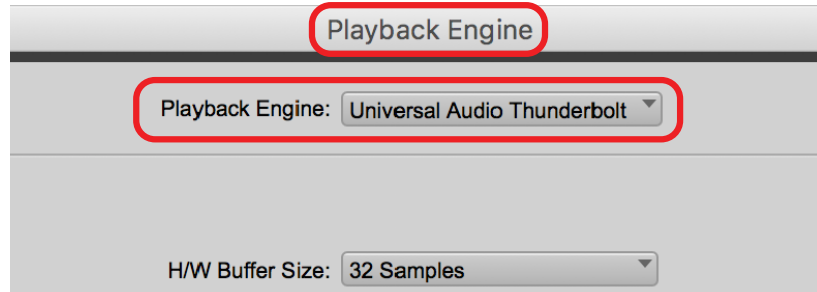 Playback Engine
Playback Engine: Universal Audio Thunderbolt
H/W Buffer Size: 32 Samples